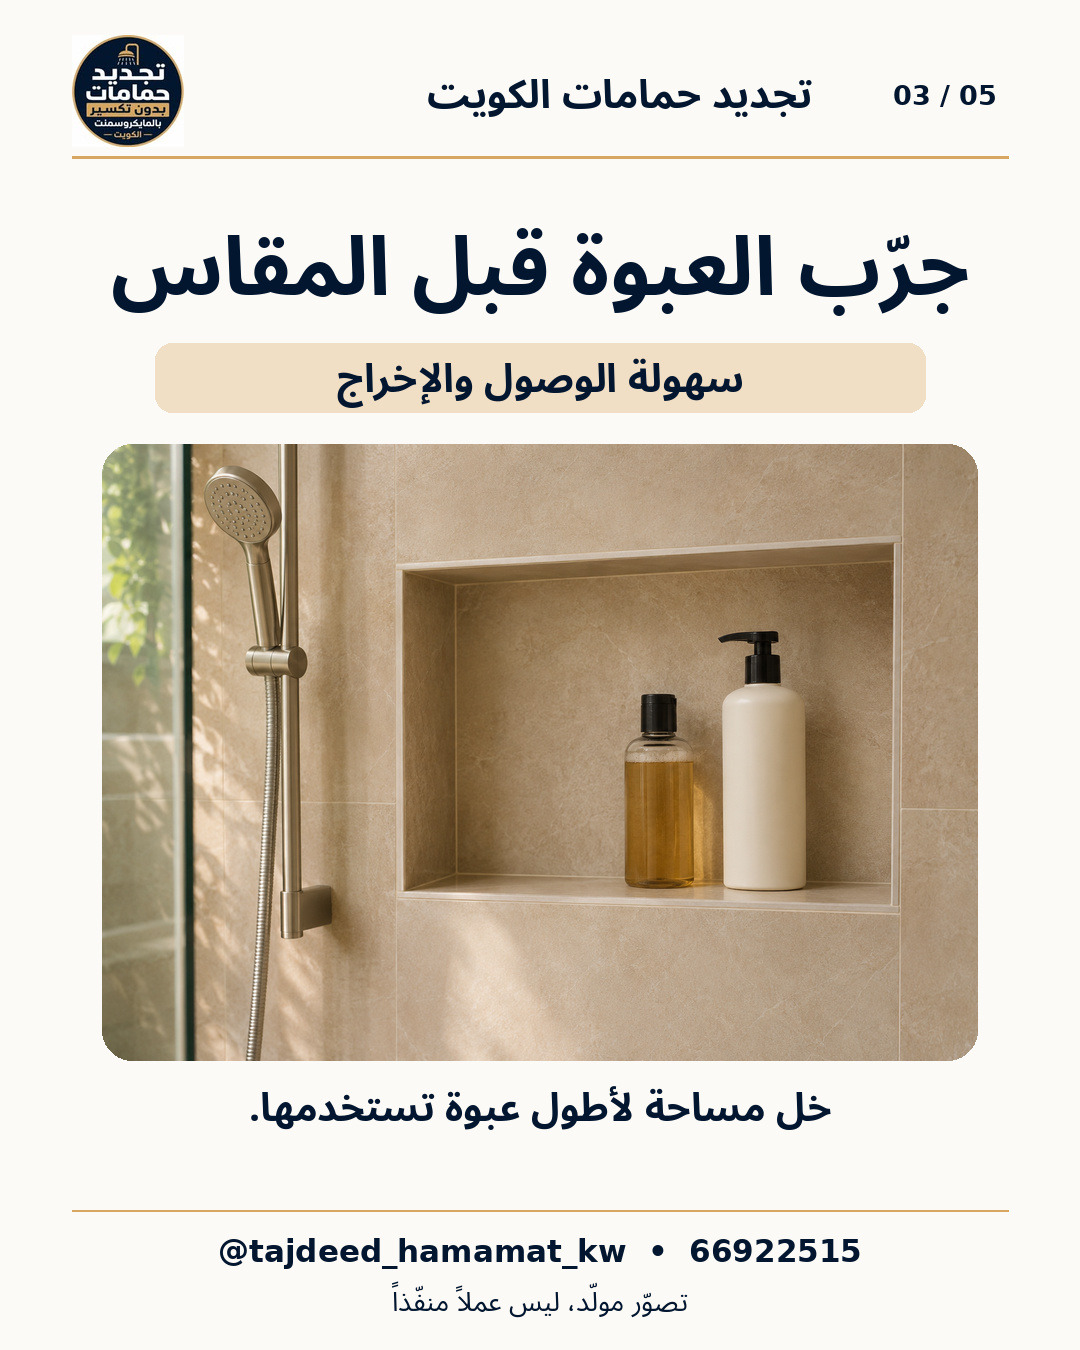 تجديد
حمامات
بدون تكسير
بالمايكروسمنت
– الكويت –
تجديد حمامات الكويت
03 / 05
جرّب العبوة قبل المقاس
سهولة الوصول والإخراج
خل مساحة لأطول عبوة تستخدمها.
@tajdeed_hamamat_kw • 66922515
تصوّر مولّد، ليس عملاً منفّذاً